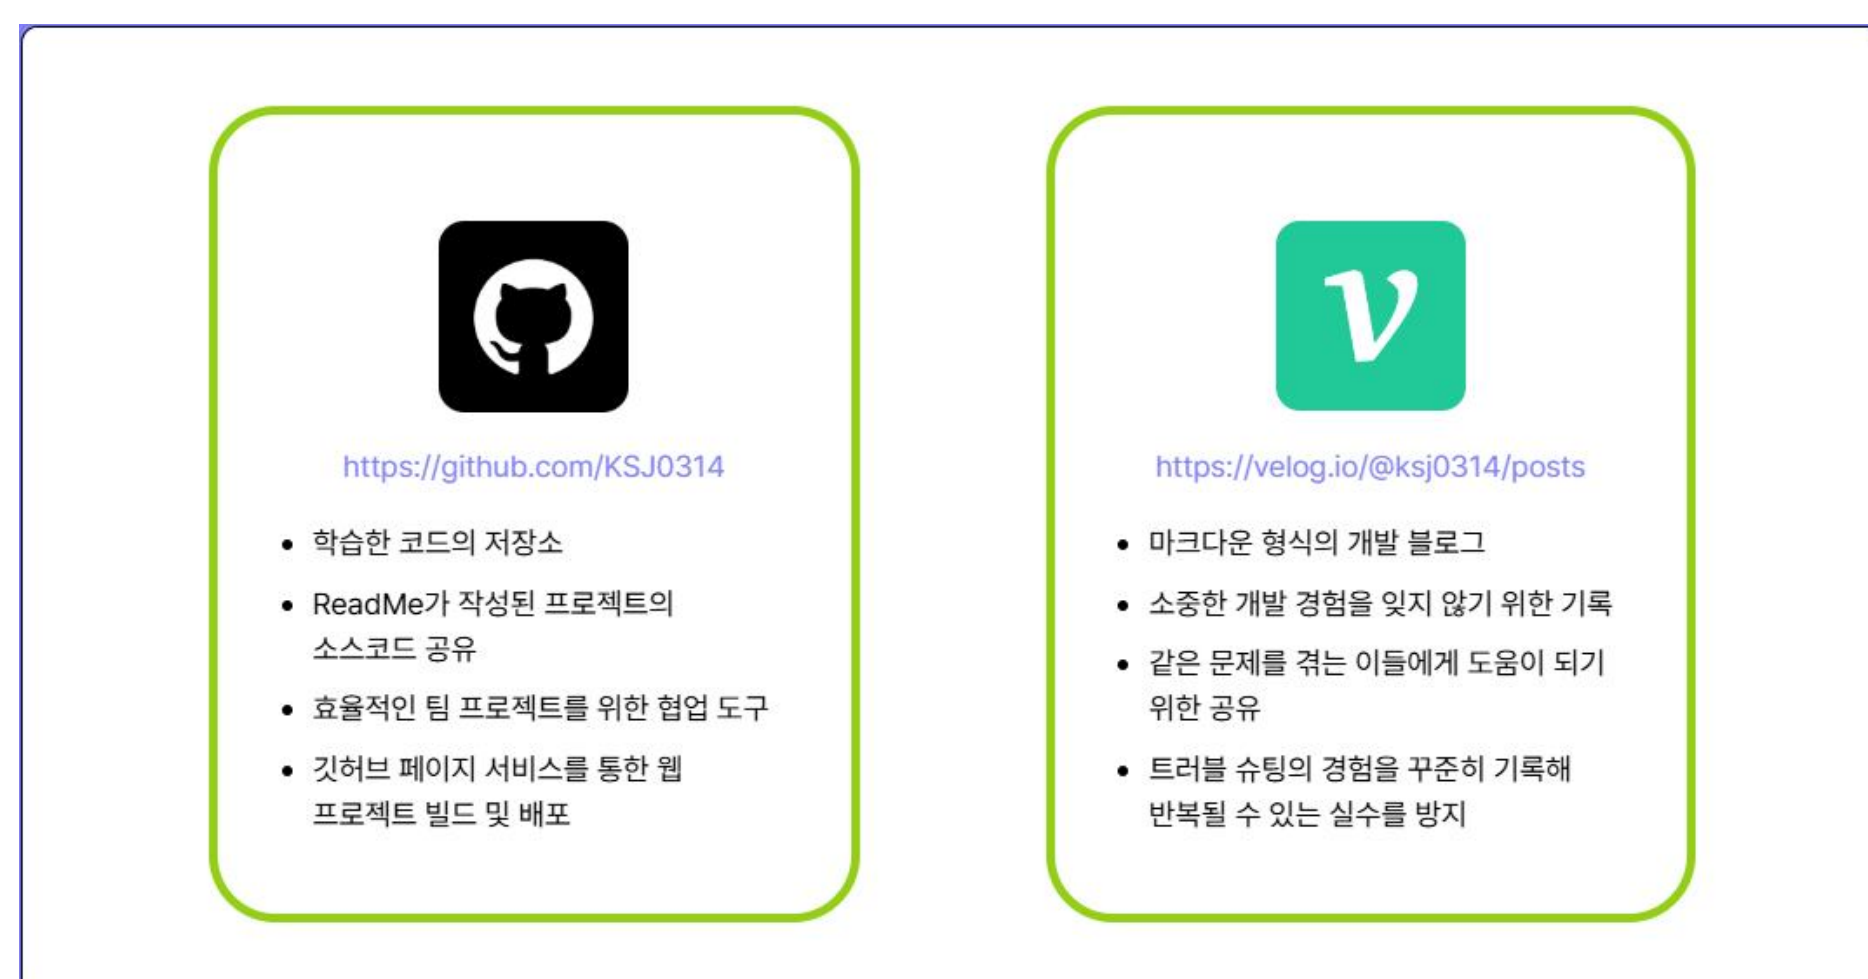 v
https://github.com/KSJ0314
• 학습한 코드의 저장소
• ReadMe가 작성된 프로젝트의
소스코드 공유
• 효율적인 팀 프로젝트를 위한 협업 도구
• 깃허브 페이지 서비스를 통한 웹
프로젝트 빌드 및 배포
https://velog.io/@ksj0314/posts
• 마크다운 형식의 개발 블로그
• 소중한 개발 경험을 잊지 않기 위한 기록
• 같은 문제를 겪는 이들에게 도움이 되기
위한 공유
• 트러블 슈팅의 경험을 꾸준히 기록해
반복될 수 있는 실수를 방지